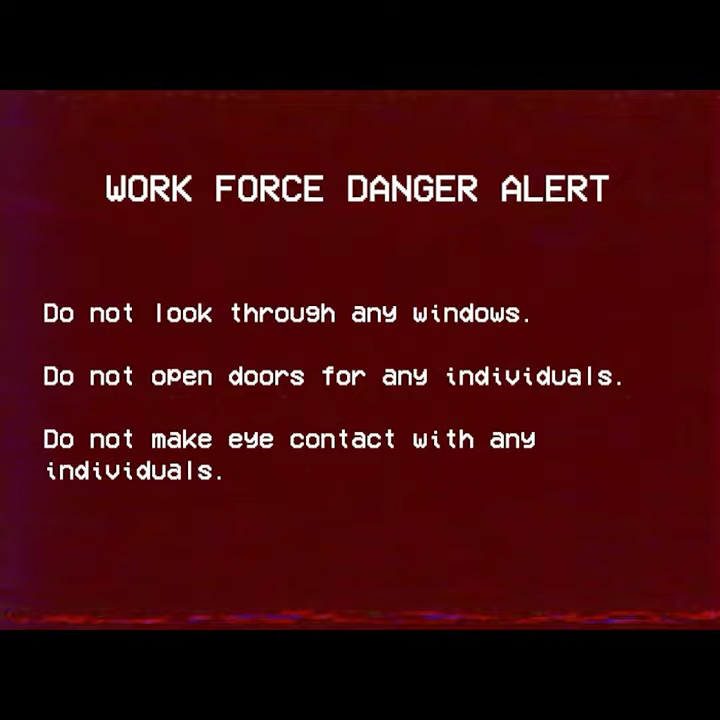 WORK FORCE DANGER ALERT
Do not look through any windows.
Do not open doors for any individuals.
Do not make eye contact with any
individuals.